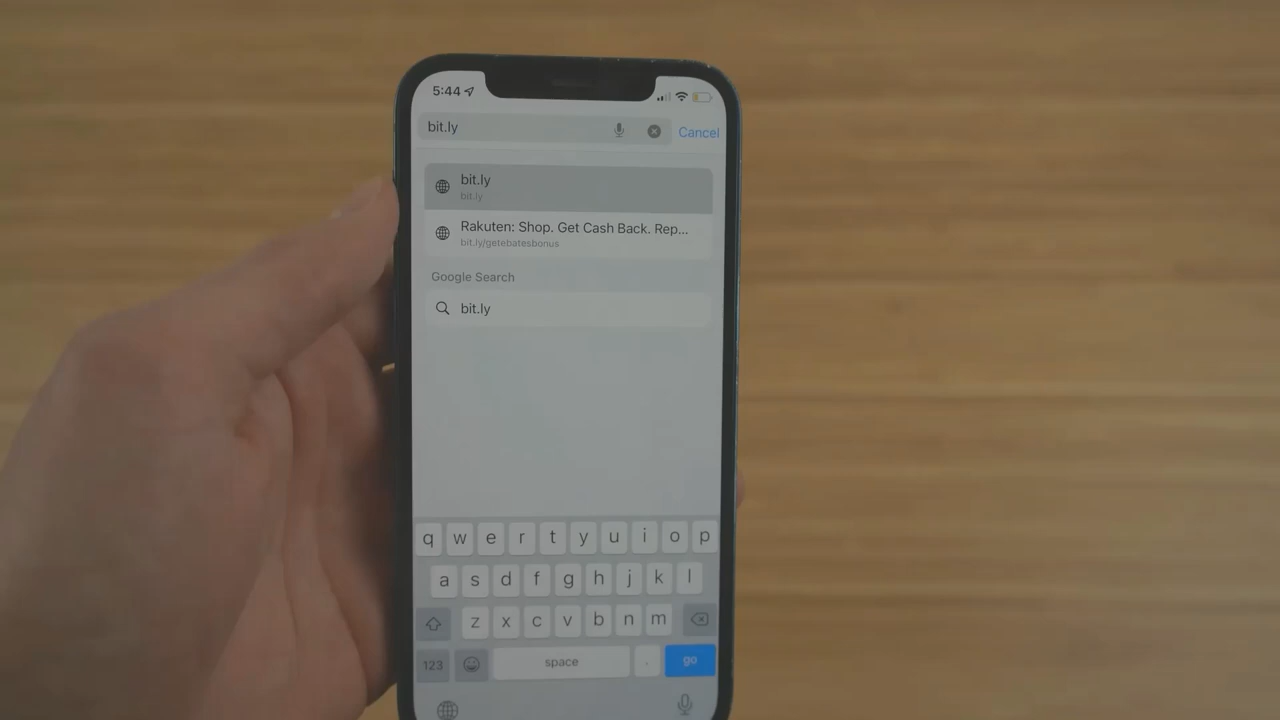 5:44
bit.ly
Cancel
bit.ly
bit.ly
Rakuten: Shop. Get Cash Back. Rep...
bit.ly/getebatesbonus
Google Search
bit.ly
q w e r t y u i o p
a s d f g h j k l
z x c v b n m
123 space . go